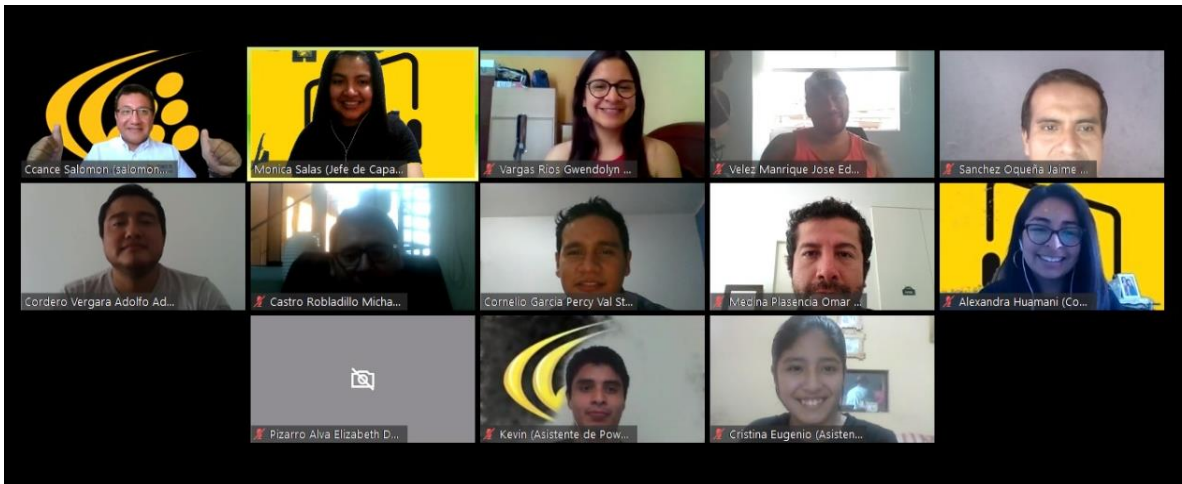 Ccance Salomon (salomon....
Monica Salas (Jefe de Capa...
Vargas Rios Gwendolyn ...
Velez Manrique Jose Ed...
Sanchez Oqueña Jaime ...
Cordero Vergara Adolfo Ad...
Castro Robladillo Micha...
Cornelio Garcia Percy Val St...
Medina Plasencia Omar ...
Alexandra Huamani (Co...
Pizarro Alva Elizabeth D...
Kevin (Asistente de Pow...
Cristina Eugenio (Asisten...